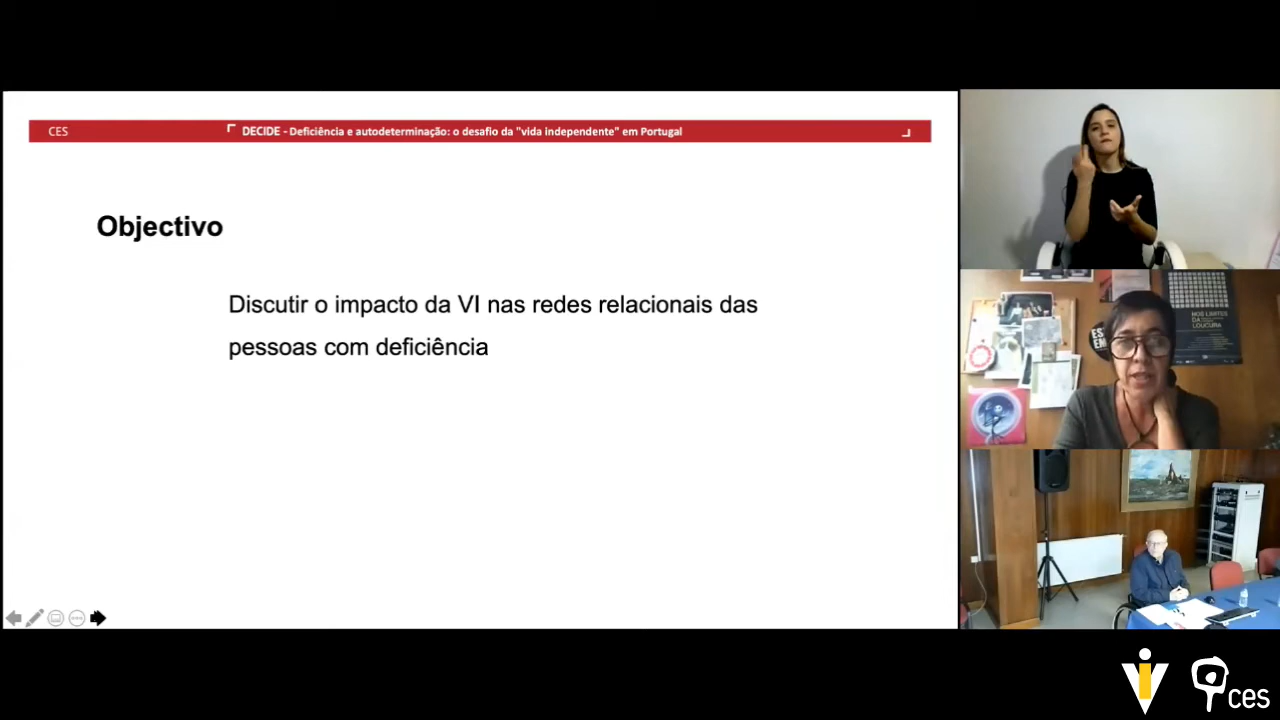 CES
DECIDE - Deficiência e autodeterminação: o desafio da "vida independente" em Portugal
Objectivo
Discutir o impacto da VI nas redes relacionais das
pessoas com deficiência
NOS LIMITES
DA
LOUCURA
ces